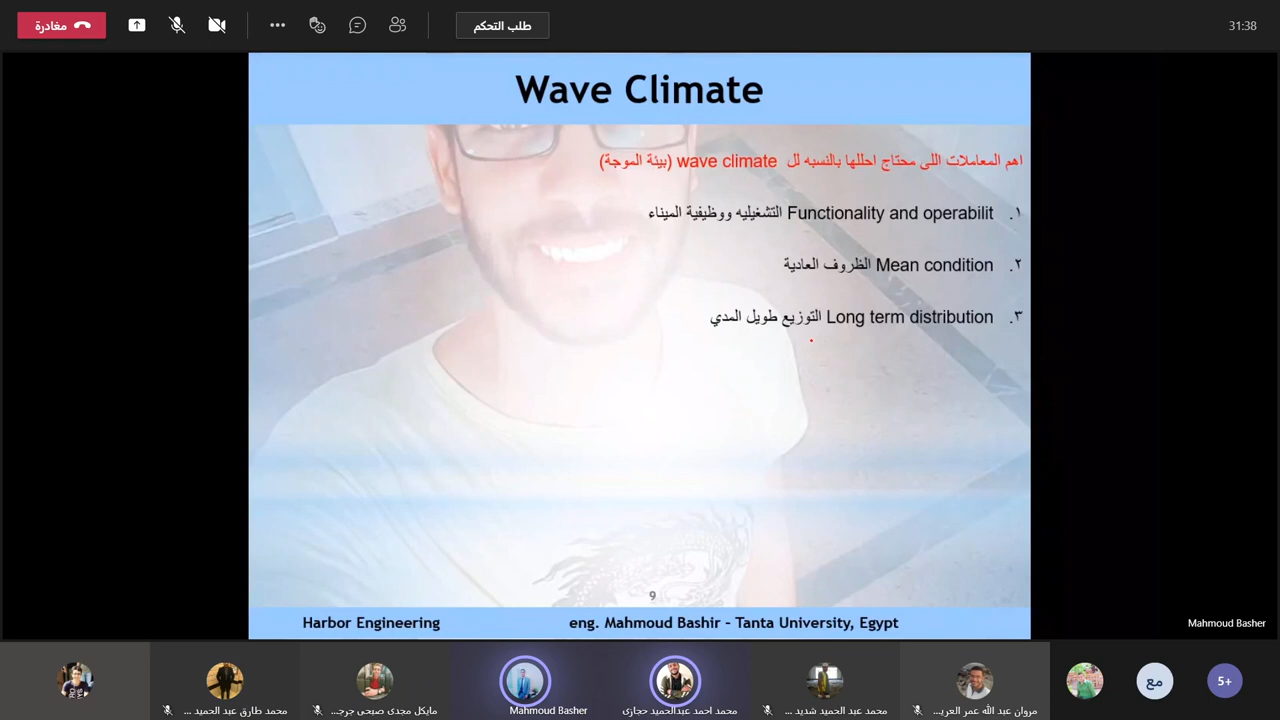 مغادرة
طلب التحكم
31:38
Wave Climate
اهم المعاملات اللى محتاج احللها بالنسبه لل wave climate (بيئة الموجة)
١. Functionality and operabilit التشغيليه ووظيفية الميناء
٢. Mean condition الظروف العادية
٣. Long term distribution التوزيع طويل المدي
9
Harbor Engineering
eng. Mahmoud Bashir - Tanta University, Egypt
Mahmoud Basher
محمد طارق عبد الحميد ...
مايكل مجدى صبحى جرج...
Mahmoud Basher
محمد احمد عبدالحميد حجازى
محمد عبد الحميد شديد ...
مروان عبد الله عمر العري...
مع
5+